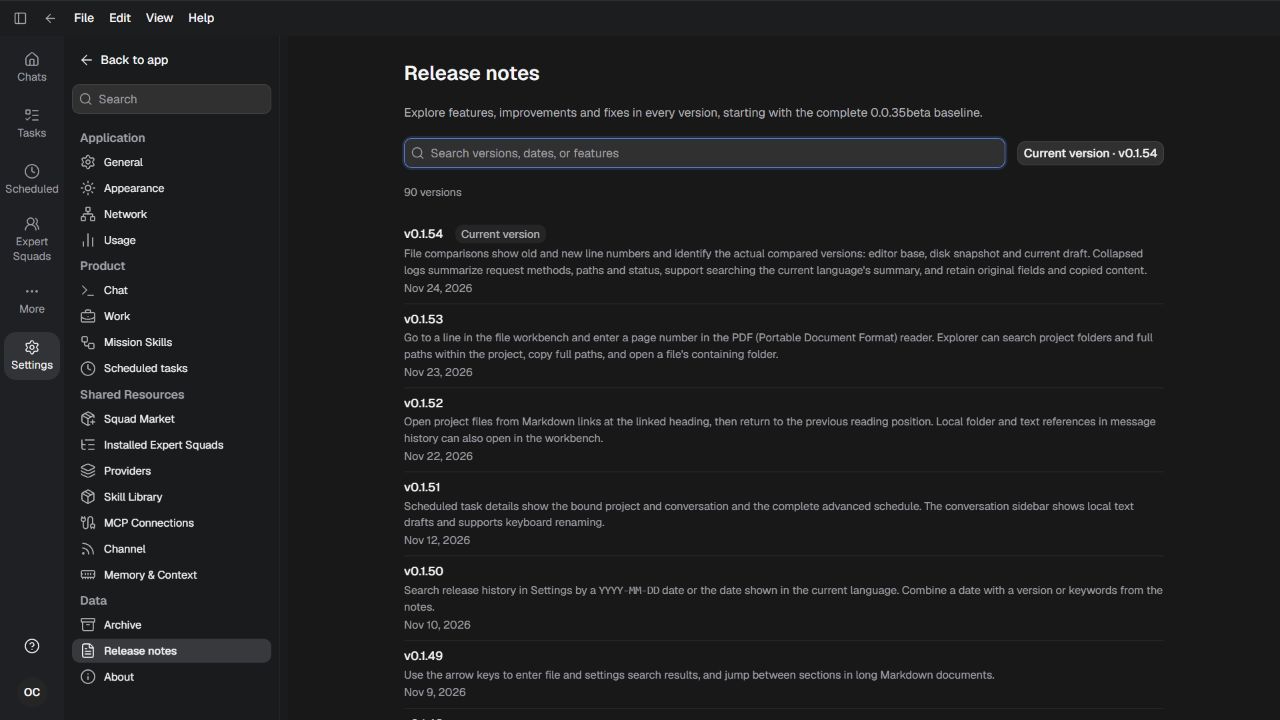 File Edit View Help
Chats
Tasks
Scheduled
Expert
Squads
More
Settings
OC
Back to app
Search
Application
General
Appearance
Network
Usage
Product
Chat
Work
Mission Skills
Scheduled tasks
Shared Resources
Squad Market
Installed Expert Squads
Providers
Skill Library
MCP Connections
Channel
Memory & Context
Data
Archive
Release notes
About
Release notes
Explore features, improvements and fixes in every version, starting with the complete 0.0.35beta baseline.
Search versions, dates, or features
Current version · v0.1.54
90 versions
v0.1.54 Current version
File comparisons show old and new line numbers and identify the actual compared versions: editor base, disk snapshot and current draft. Collapsed
logs summarize request methods, paths and status, support searching the current language's summary, and retain original fields and copied content.
Nov 24, 2026
v0.1.53
Go to a line in the file workbench and enter a page number in the PDF (Portable Document Format) reader. Explorer can search project folders and full
paths within the project, copy full paths, and open a file's containing folder.
Nov 23, 2026
v0.1.52
Open project files from Markdown links at the linked heading, then return to the previous reading position. Local folder and text references in message
history can also open in the workbench.
Nov 22, 2026
v0.1.51
Scheduled task details show the bound project and conversation and the complete advanced schedule. The conversation sidebar shows local text
drafts and supports keyboard renaming.
Nov 12, 2026
v0.1.50
Search release history in Settings by a YYYY-MM-DD date or the date shown in the current language. Combine a date with a version or keywords from the
notes.
Nov 10, 2026
v0.1.49
Use the arrow keys to enter file and settings search results, and jump between sections in long Markdown documents.
Nov 9, 2026